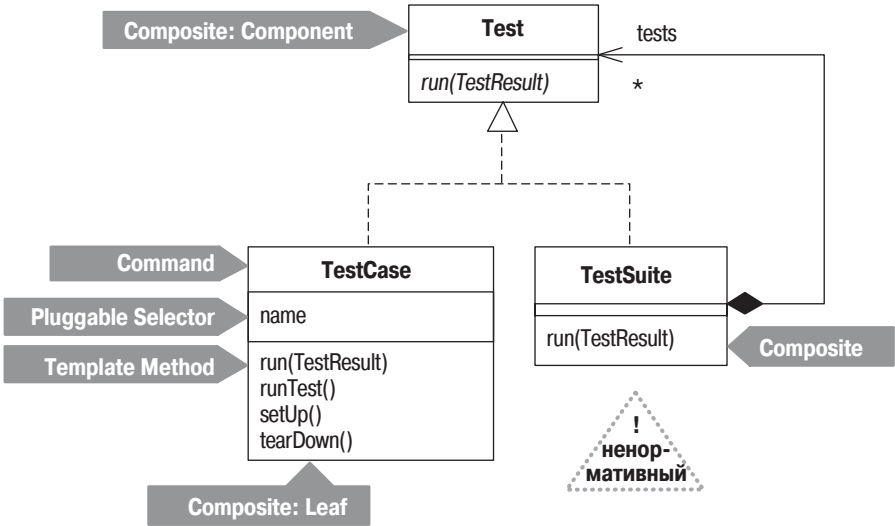 Composite: Component
Test
tests
run(TestResult)
*
Command
TestCase
TestSuite
Pluggable Selector
name
run(TestResult)
Composite
Template Method
run(TestResult)
runTest()
setUp()
tearDown()
!
ненор-
мативный
Composite: Leaf